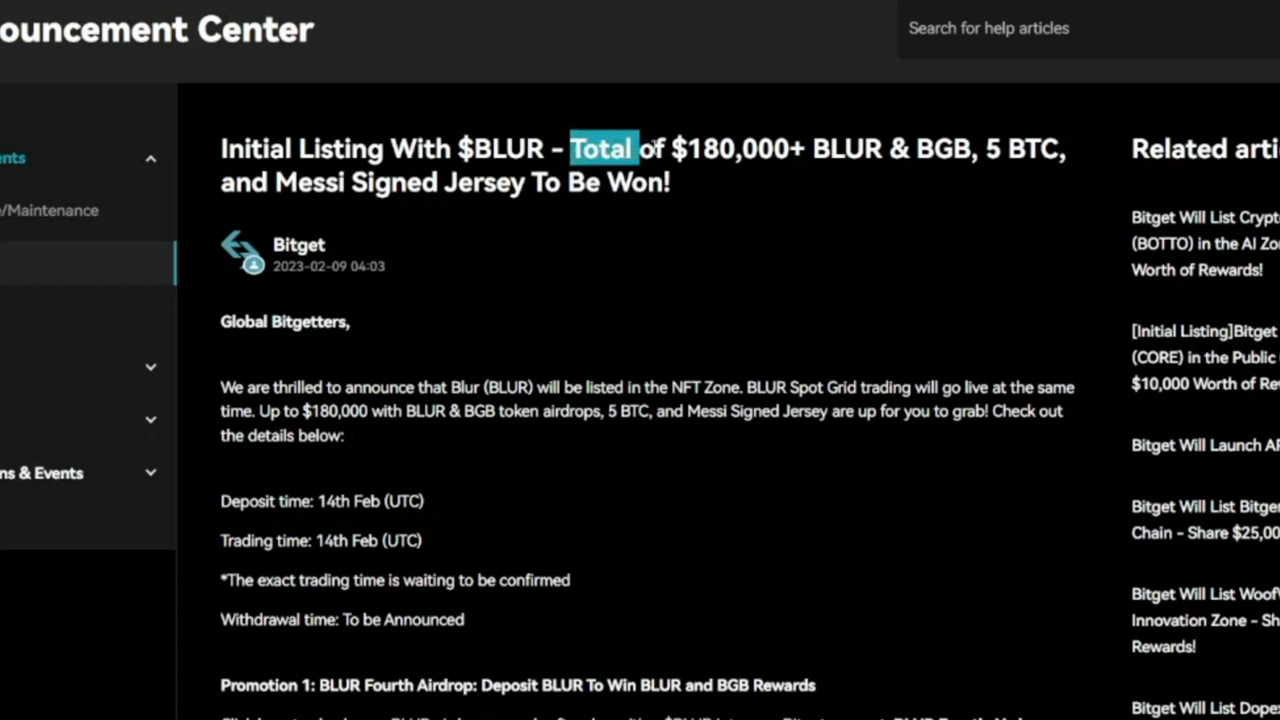 ouncement Center
Search for help articles
ents
e/Maintenance
ns & Events
Initial Listing With $BLUR - Total of $180,000+ BLUR & BGB, 5 BTC,
and Messi Signed Jersey To Be Won!
Bitget
2023-02-09 04:03
Global Bitgetters,
We are thrilled to announce that Blur (BLUR) will be listed in the NFT Zone. BLUR Spot Grid trading will go live at the same
time. Up to $180,000 with BLUR & BGB token airdrops, 5 BTC, and Messi Signed Jersey are up for you to grab! Check out
the details below:
Deposit time: 14th Feb (UTC)
Trading time: 14th Feb (UTC)
*The exact trading time is waiting to be confirmed
Withdrawal time: To be Announced
Promotion 1: BLUR Fourth Airdrop: Deposit BLUR To Win BLUR and BGB Rewards
Related arti
Bitget Will List Crypt
(BOTTO) in the AI Zo
Worth of Rewards!
[Initial Listing]Bitget
(CORE) in the Public
$10,000 Worth of Re
Bitget Will Launch A
Bitget Will List Bitge
Chain - Share $25,00
Bitget Will List Woof
Innovation Zone - Sh
Rewards!
Bitget Will List Dope